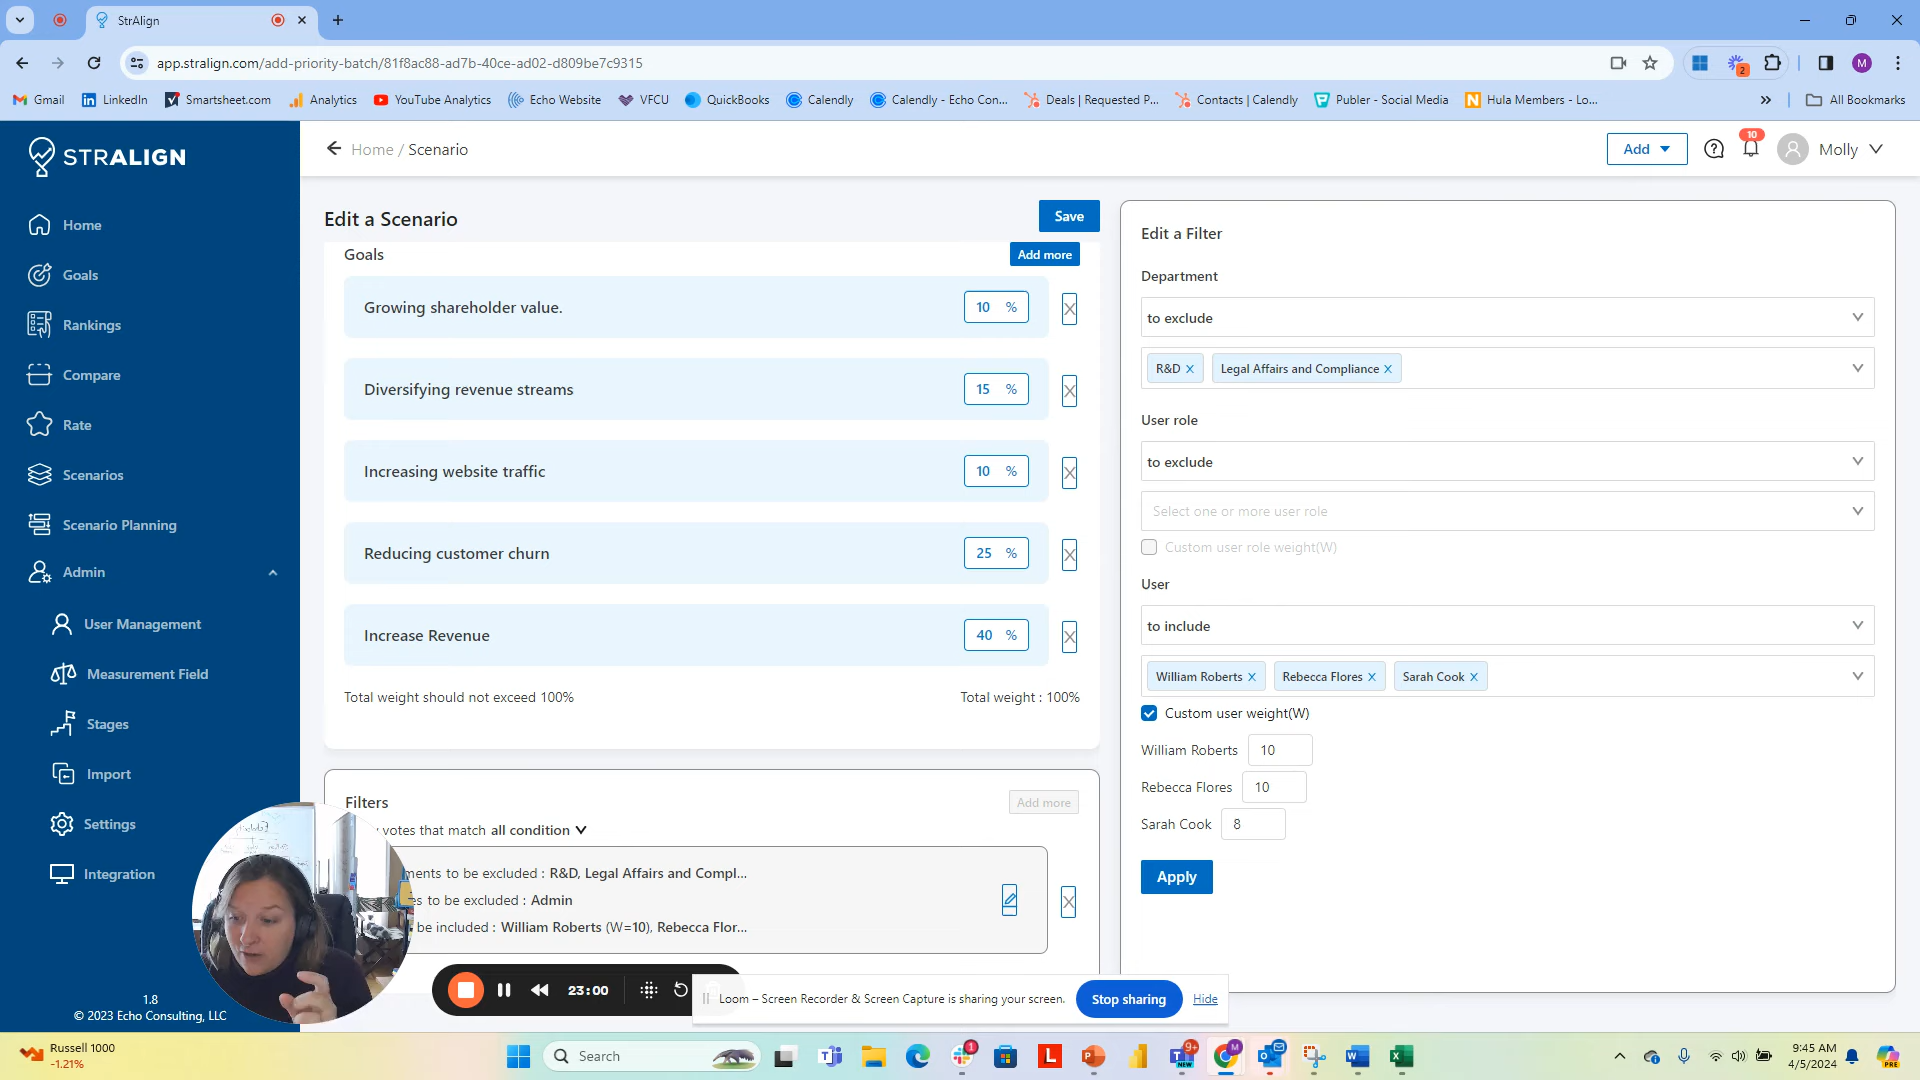 StrAlign
app.stralign.com/add-priority-batch/81f8ac88-ad7b-40ce-ad02-d809be7c9315
2
M
Gmail
LinkedIn
Smartsheet.com
Analytics
YouTube Analytics
Echo Website
VFCU
QuickBooks
Calendly
Calendly - Echo Con...
Deals | Requested P...
Contacts | Calendly
Publer - Social Media
Hula Members - Lo...
All Bookmarks
STRALIGN
Home / Scenario
Add
10
Molly
Home
Goals
Rankings
Compare
Rate
Scenarios
Scenario Planning
Admin
User Management
Measurement Field
Stages
Import
Settings
Integration
1.8
© 2023 Echo Consulting, LLC
Edit a Scenario
Save
Goals
Add more
Growing shareholder value.
10 %
Diversifying revenue streams
15 %
Increasing website traffic
10 %
Reducing customer churn
25 %
Increase Revenue
40 %
Total weight should not exceed 100%
Total weight : 100%
Filters
Add more
votes that match all condition
ments to be excluded : R&D, Legal Affairs and Compl...
es to be excluded : Admin
be included : William Roberts (W=10), Rebecca Flor...
Edit a Filter
Department
to exclude
R&D
Legal Affairs and Compliance
User role
to exclude
Select one or more user role
Custom user role weight(W)
User
to include
William Roberts
Rebecca Flores
Sarah Cook
Custom user weight(W)
William Roberts 10
Rebecca Flores 10
Sarah Cook 8
Apply
23:00
Loom – Screen Recorder & Screen Capture is sharing your screen.
Stop sharing
Hide
Russell 1000
-1.21%
Search
1
9+
NEW
M
9:45 AM
4/5/2024
PRE